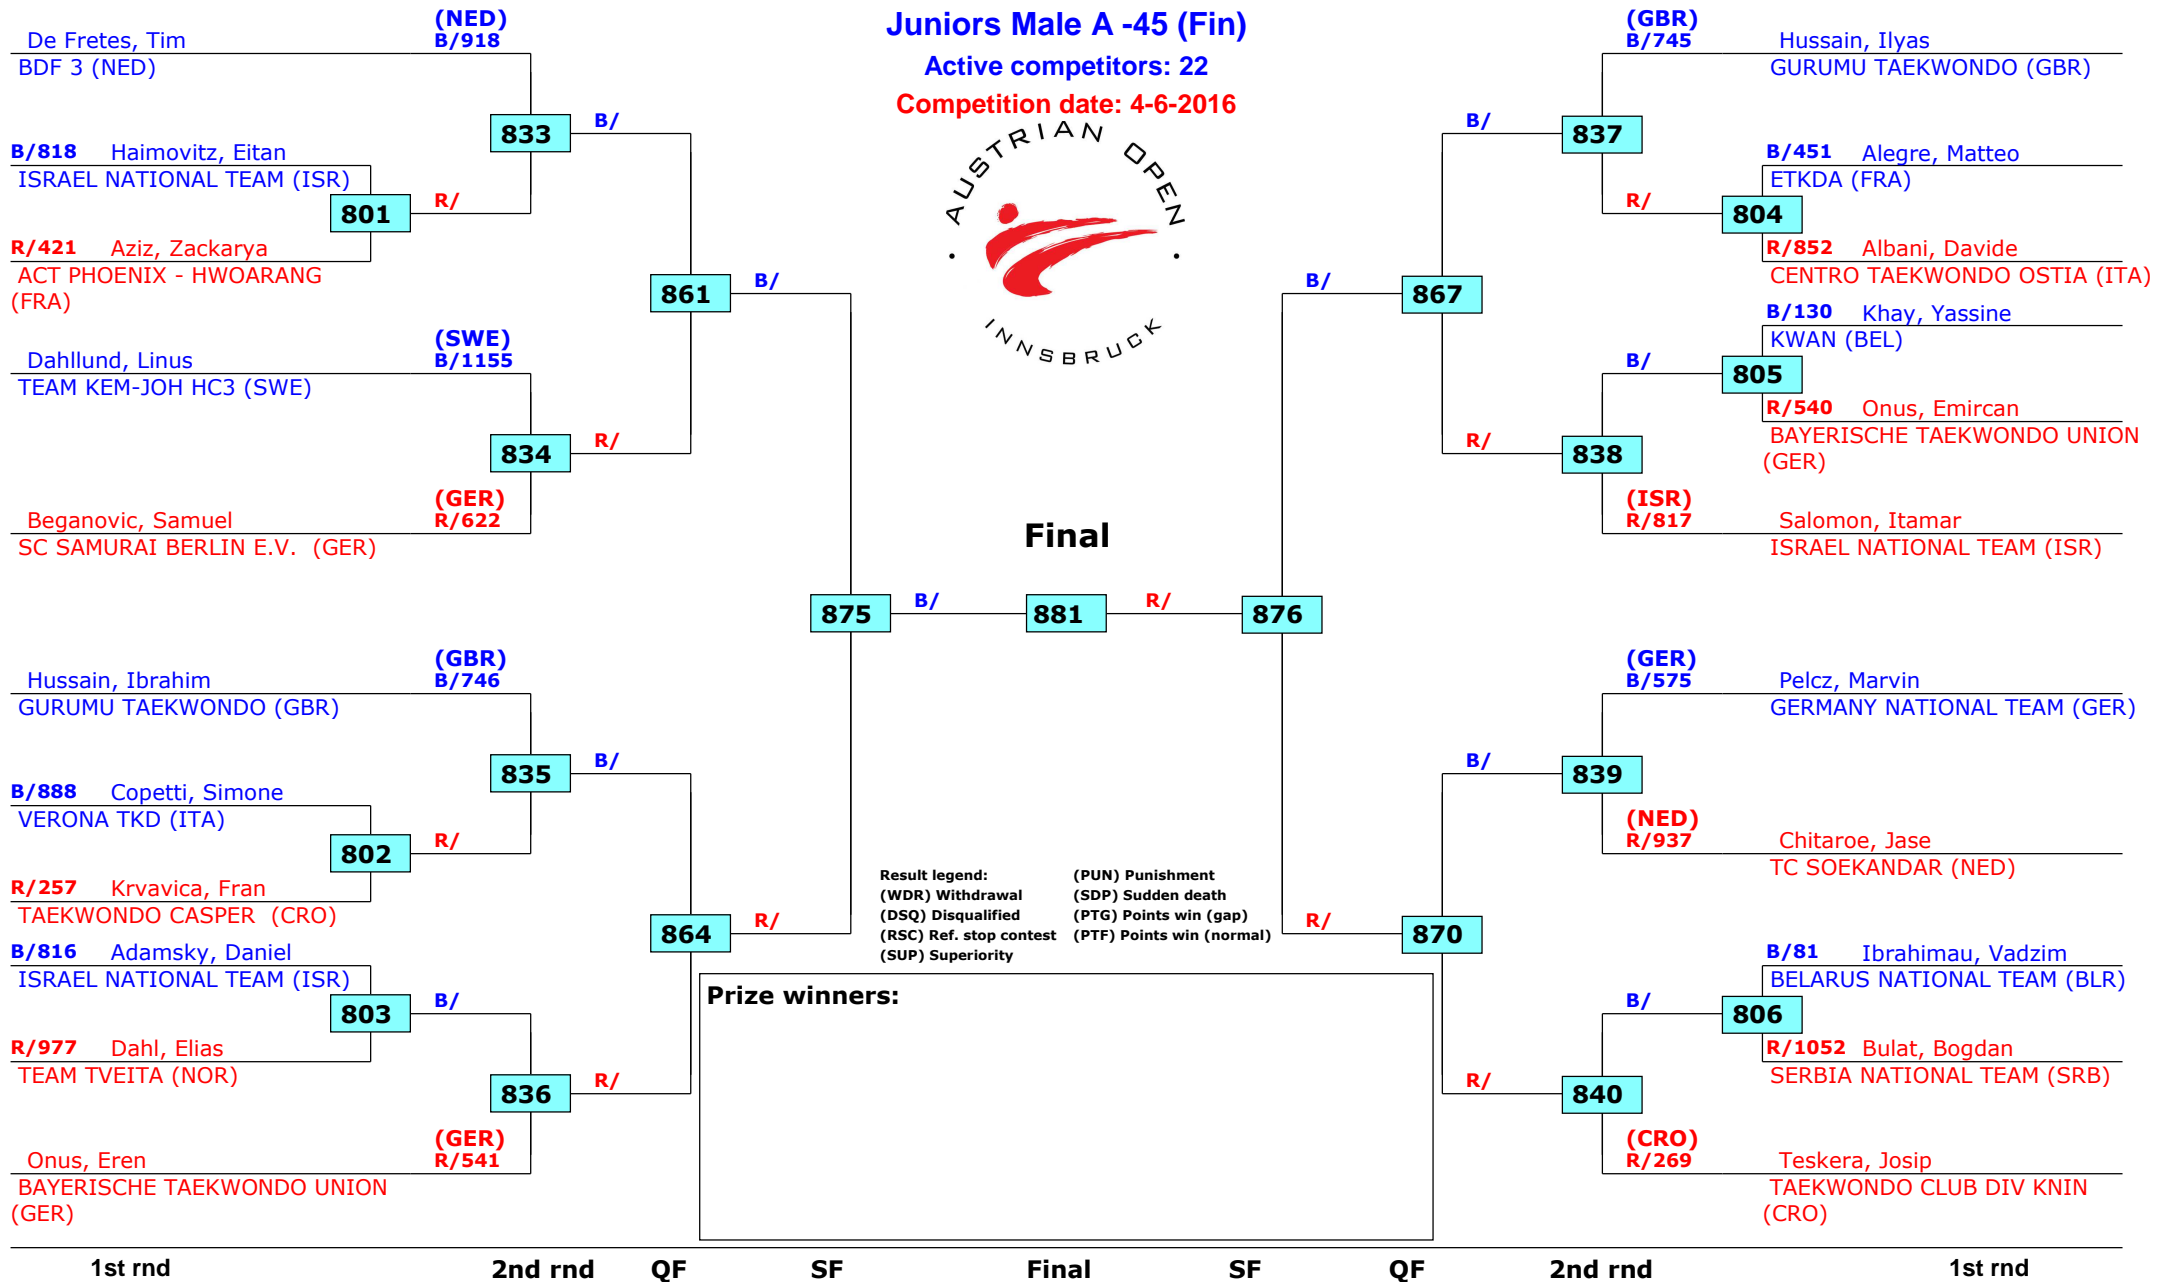 Juniors Male A -45 (Fin)
Active competitors: 22
Competition date: 4-6-2016
AUSTRIAN OPEN
INNSBRUCK
De Fretes, Tim
(NED)
B/918
BDF 3 (NED)
833
B/
B/818 Haimovitz, Eitan
ISRAEL NATIONAL TEAM (ISR)
801
R/
R/421 Aziz, Zackarya
ACT PHOENIX - HWOARANG
(FRA)
861
B/
Dahllund, Linus
(SWE)
B/1155
TEAM KEM-JOH HC3 (SWE)
834
R/
Beganovic, Samuel
(GER)
R/622
SC SAMURAI BERLIN E.V. (GER)
875
B/
Hussain, Ibrahim
(GBR)
B/746
GURUMU TAEKWONDO (GBR)
835
B/
B/888 Copetti, Simone
VERONA TKD (ITA)
802
R/
R/257 Krvavica, Fran
TAEKWONDO CASPER (CRO)
864
R/
B/816 Adamsky, Daniel
ISRAEL NATIONAL TEAM (ISR)
803
B/
R/977 Dahl, Elias
TEAM TVEITA (NOR)
836
R/
Onus, Eren
(GER)
R/541
BAYERISCHE TAEKWONDO UNION
(GER)
Final
881
R/
876
(GBR)
B/745
Hussain, Ilyas
GURUMU TAEKWONDO (GBR)
B/
837
B/451 Alegre, Matteo
ETKDA (FRA)
R/
804
R/852 Albani, Davide
CENTRO TAEKWONDO OSTIA (ITA)
B/
867
B/130 Khay, Yassine
KWAN (BEL)
B/
805
R/540 Onus, Emircan
BAYERISCHE TAEKWONDO UNION
(GER)
R/
838
(ISR)
R/817
Salomon, Itamar
ISRAEL NATIONAL TEAM (ISR)
(GER)
B/575
Pelcz, Marvin
GERMANY NATIONAL TEAM (GER)
B/
839
(NED)
R/937
Chitaroe, Jase
TC SOEKANDAR (NED)
R/
870
B/81 Ibrahimau, Vadzim
BELARUS NATIONAL TEAM (BLR)
B/
806
R/1052 Bulat, Bogdan
SERBIA NATIONAL TEAM (SRB)
R/
840
(CRO)
R/269
Teskera, Josip
TAEKWONDO CLUB DIV KNIN
(CRO)
Result legend: (PUN) Punishment
(WDR) Withdrawal (SDP) Sudden death
(DSQ) Disqualified (PTG) Points win (gap)
(RSC) Ref. stop contest (PTF) Points win (normal)
(SUP) Superiority
Prize winners:
1st rnd 2nd rnd QF SF Final SF QF 2nd rnd 1st rnd